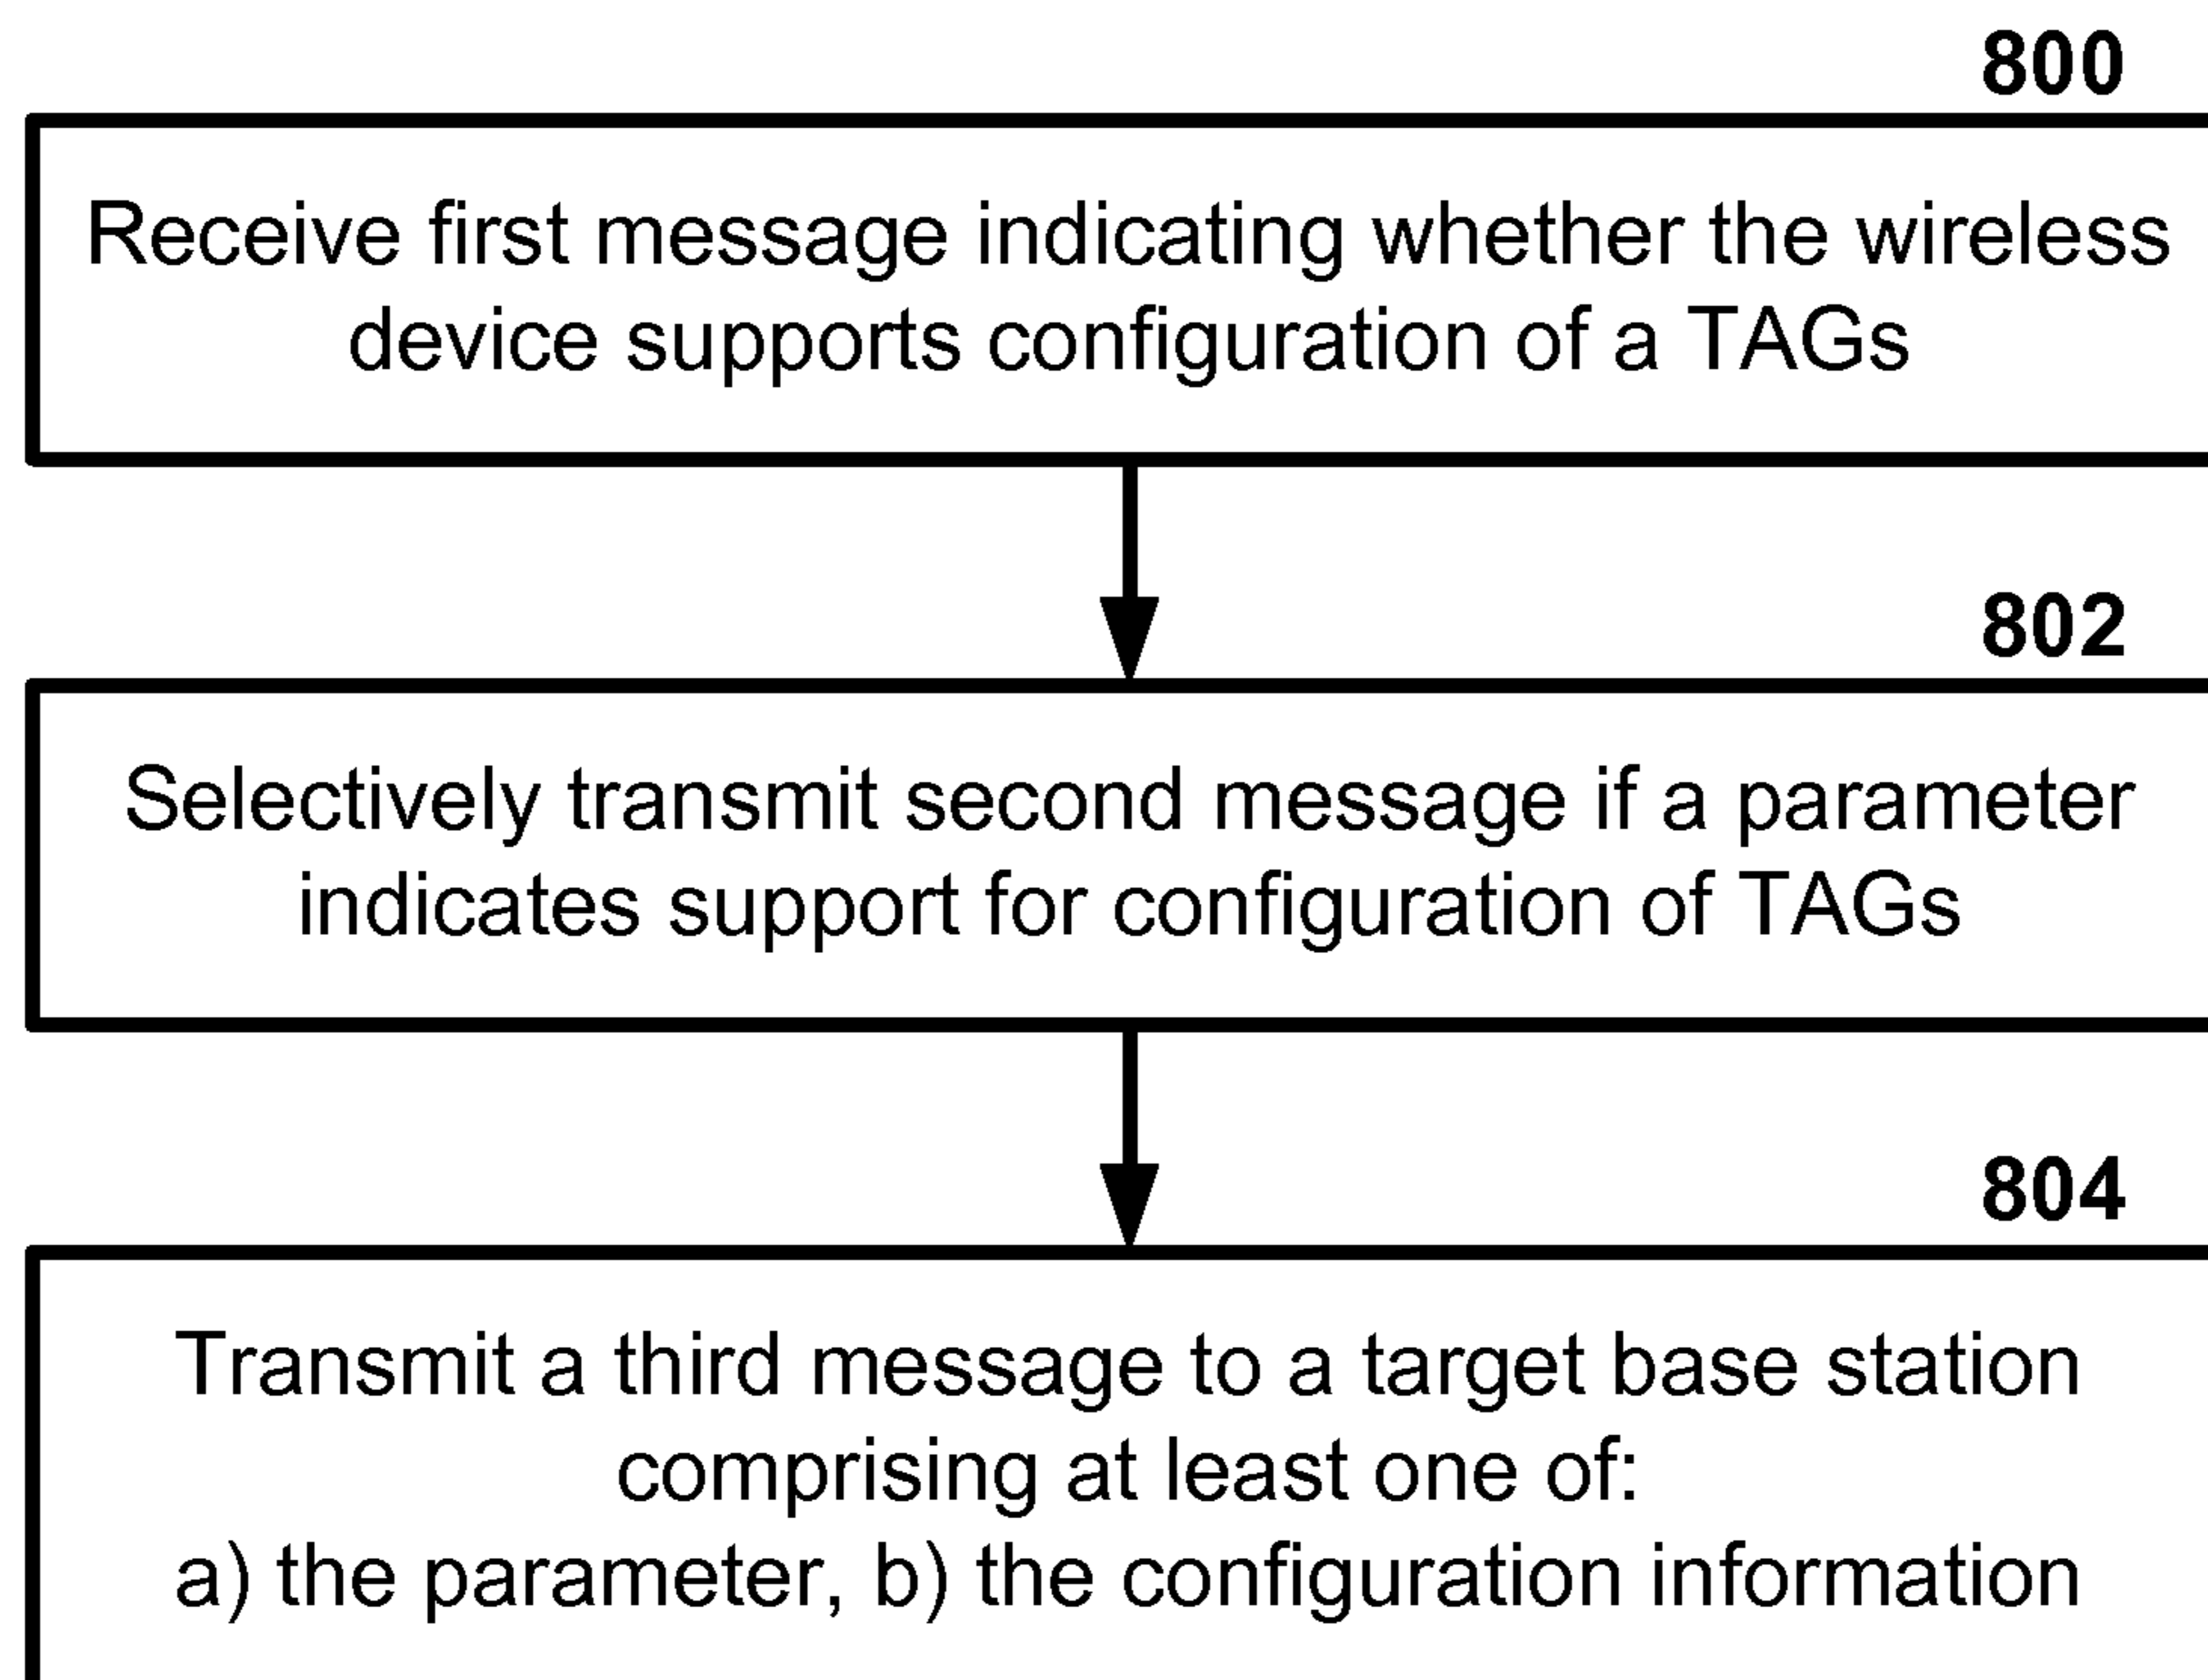 800
Receive first message indicating whether the wireless
device supports configuration of a TAGs
802
Selectively transmit second message if a parameter
indicates support for configuration of TAGs
804
Transmit a third message to a target base station
comprising at least one of:
a) the parameter, b) the configuration information